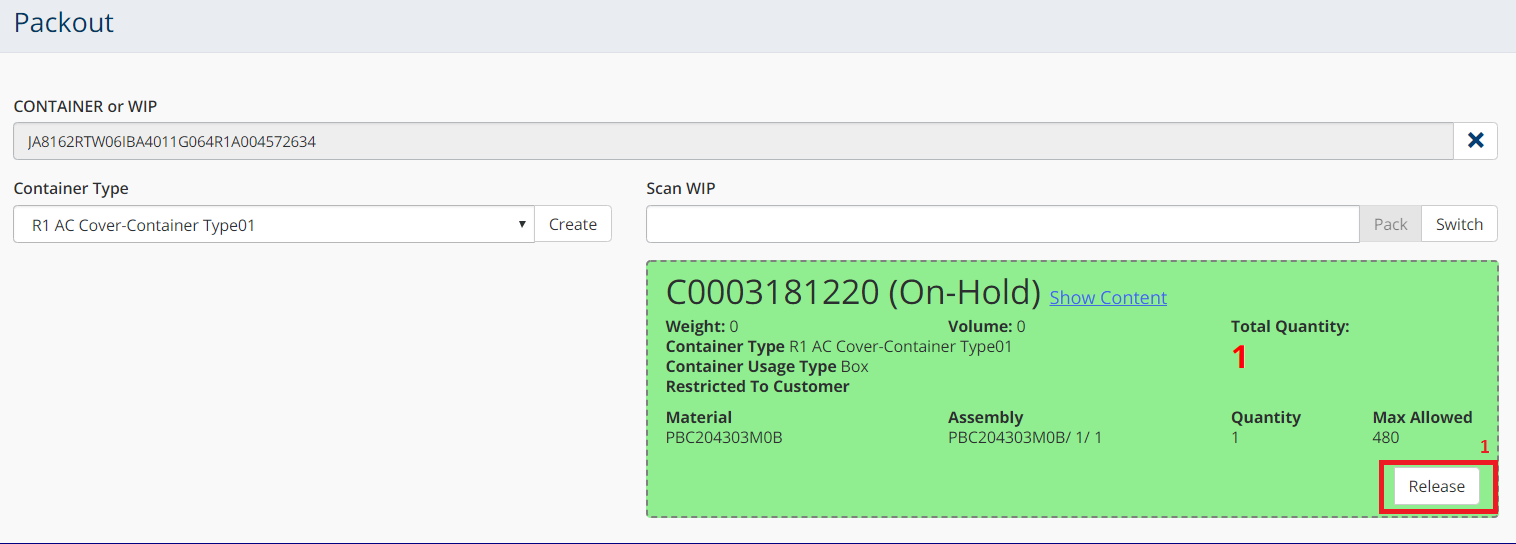 Packout
CONTAINER or WIP
JA8162RTW06IBA4011G064R1A004572634
Container Type
R1 AC Cover-Container Type01
Create
Scan WIP
Pack
Switch
C0003181220 (On-Hold) Show Content
Weight: 0
Volume: 0
Total Quantity:
1
Container Type R1 AC Cover-Container Type01
Container Usage Type Box
Restricted To Customer
Material
Assembly
Quantity
Max Allowed
PBC204303M0B
PBC204303M0B/ 1/ 1
1
480
1
Release